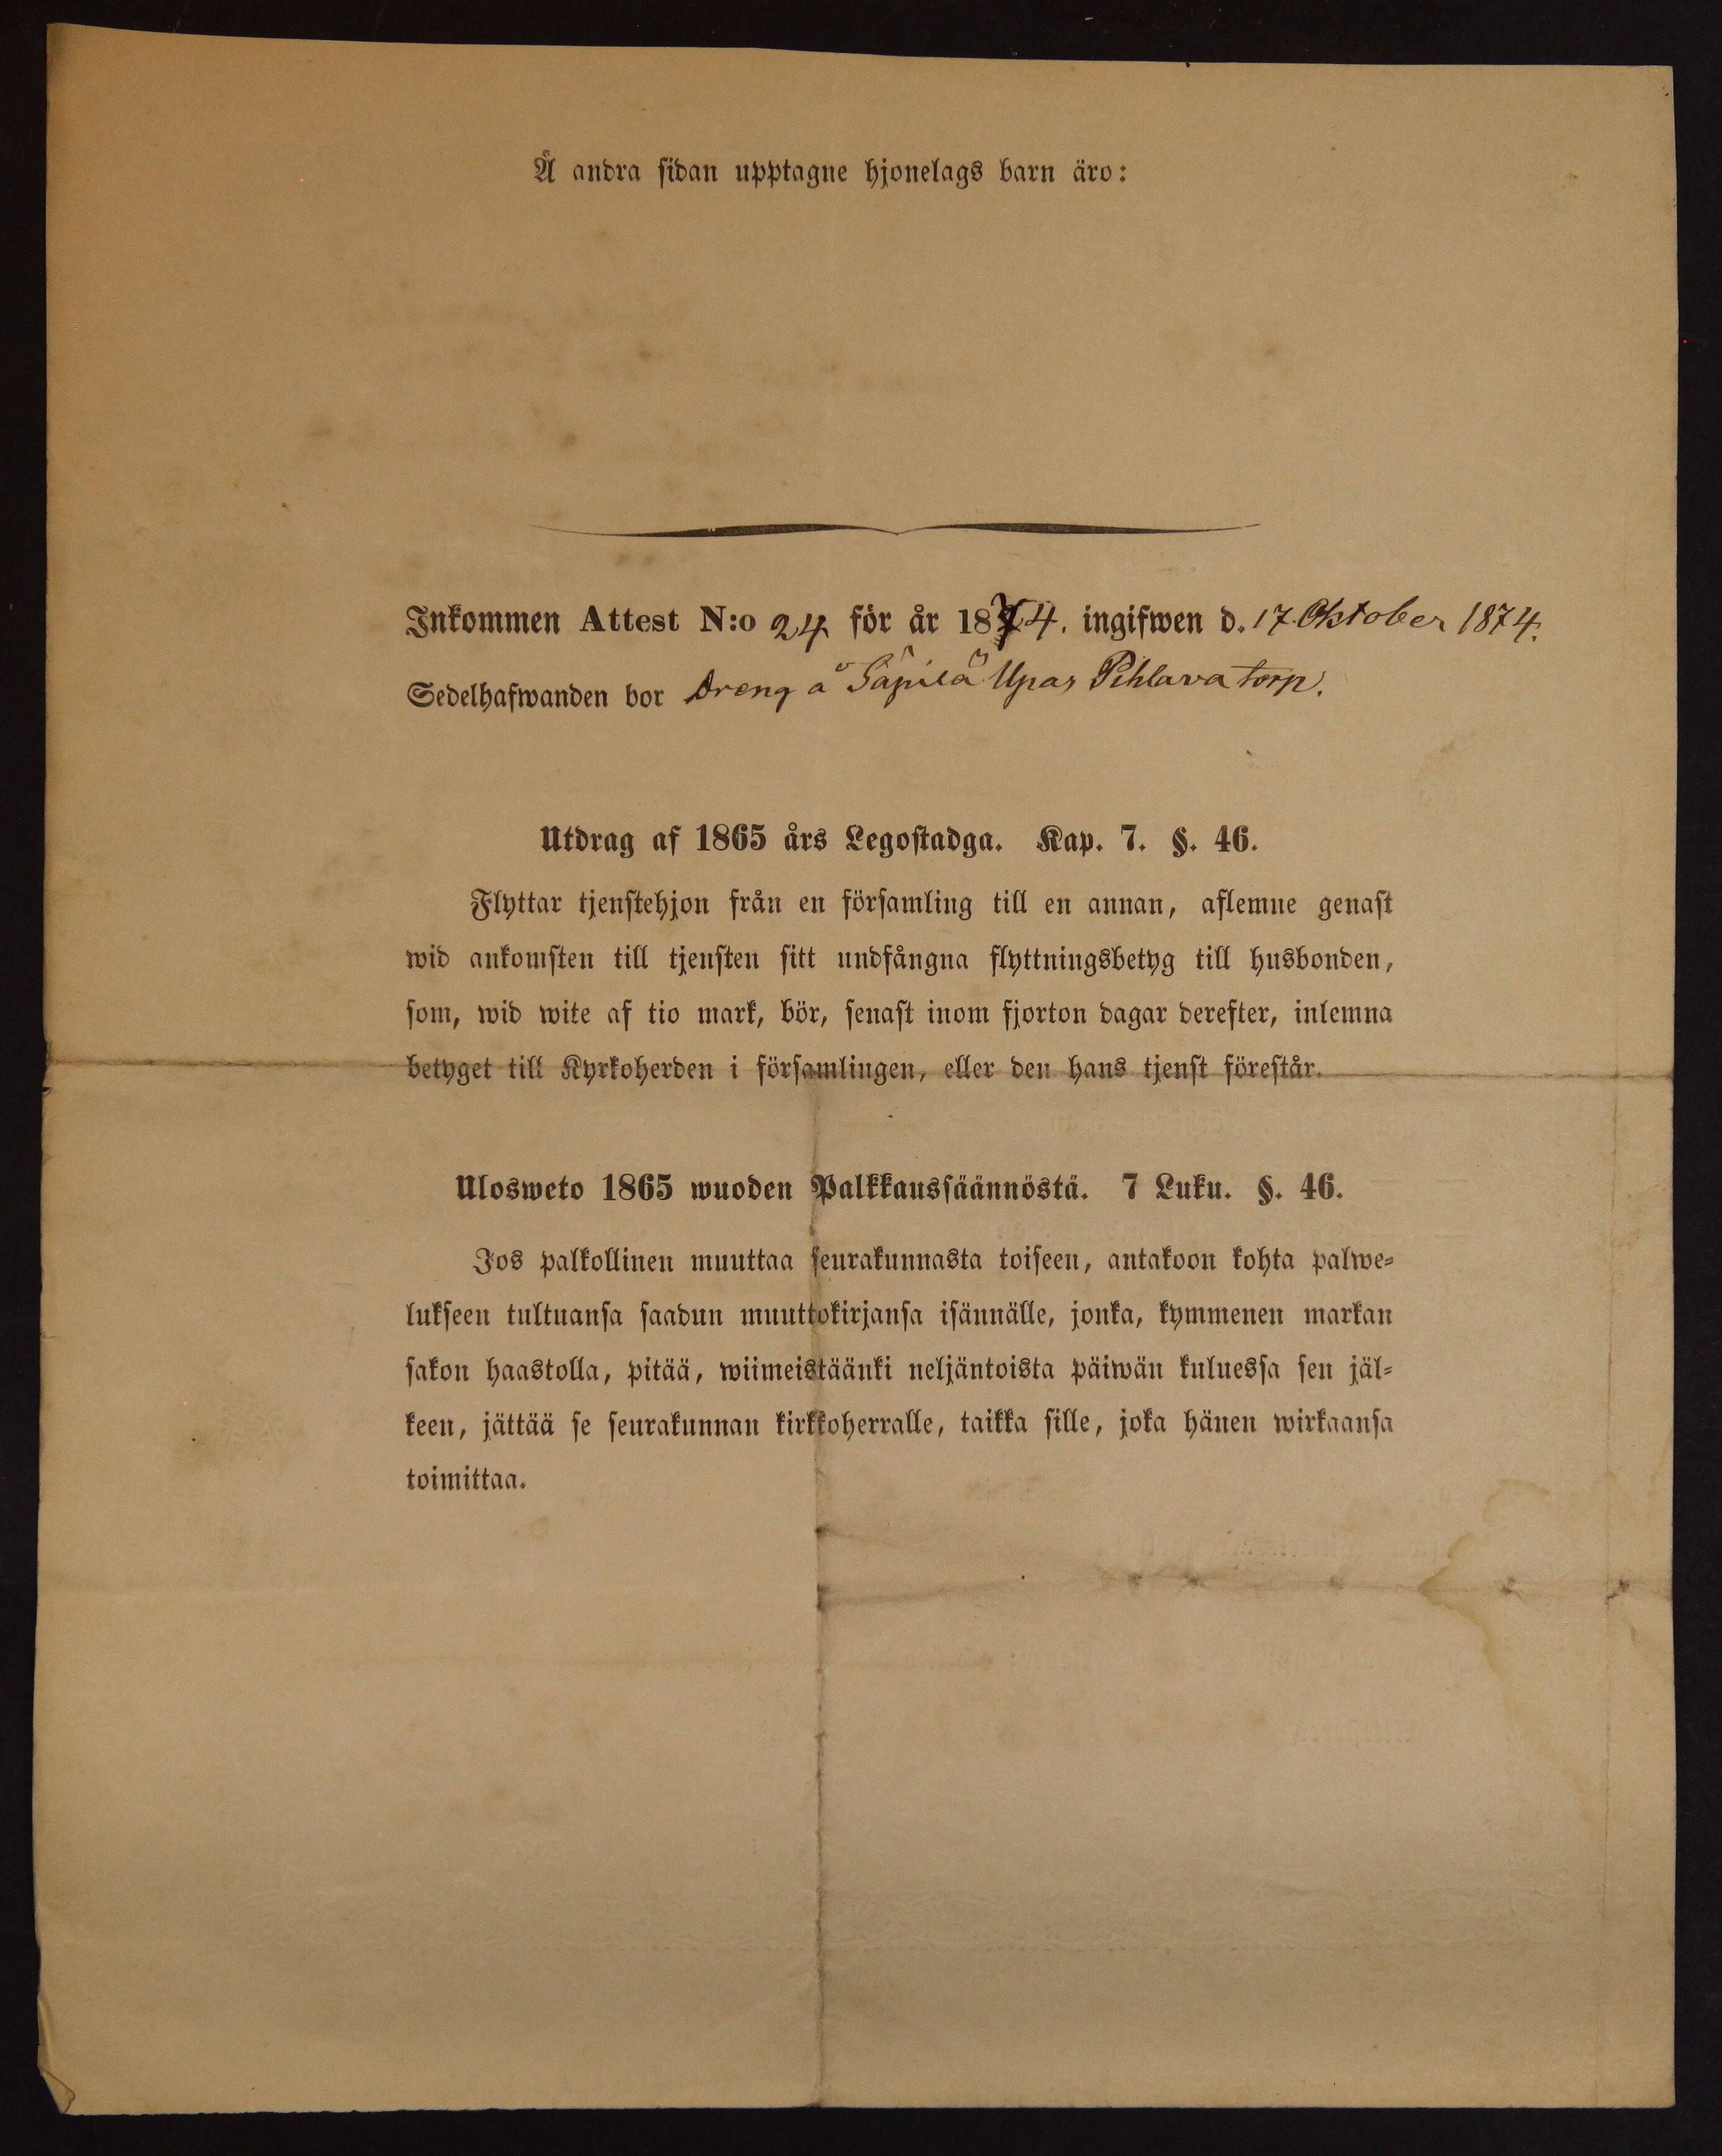 Å andra sidan upptagne hjonelags barn äro:
Inkommen Attest N:o 24 för år 1874. ingifwen d. 17 Oktober 1874.
Sedelhafwanden bor Dreng å Säpilä Upas Pihlava torp.
Utdrag af 1865 års Legostadga. Kap. 7. §. 46.
Flyttar tjenstehjon från en församling till en annan, aflemne genast
wid ankomsten till tjensten sitt undfångna flyttningsbetyg till husbonden,
som, wid wite af tio mark, bör, senast inom fjorton dagar derefter, inlemna
betyget till Kyrkoherden i församlingen, eller den hans tjenst förestår.
Ulosweto 1865 wuoden Palkkaussäännöstä. 7 Luku. §. 46.
Jos palkollinen muuttaa seurakunnasta toiseen, antakoon kohta palwe-
lukseen tultuansa saadun muuttokirjansa isännälle, jonka, kymmenen markan
sakon haastolla, pitää, wiimeistäänki neljäntoista päiwän kuluessa sen jäl-
keen, jättää se seurakunnan kirkkoherralle, taikka sille, joka hänen wirkaansa
toimittaa.